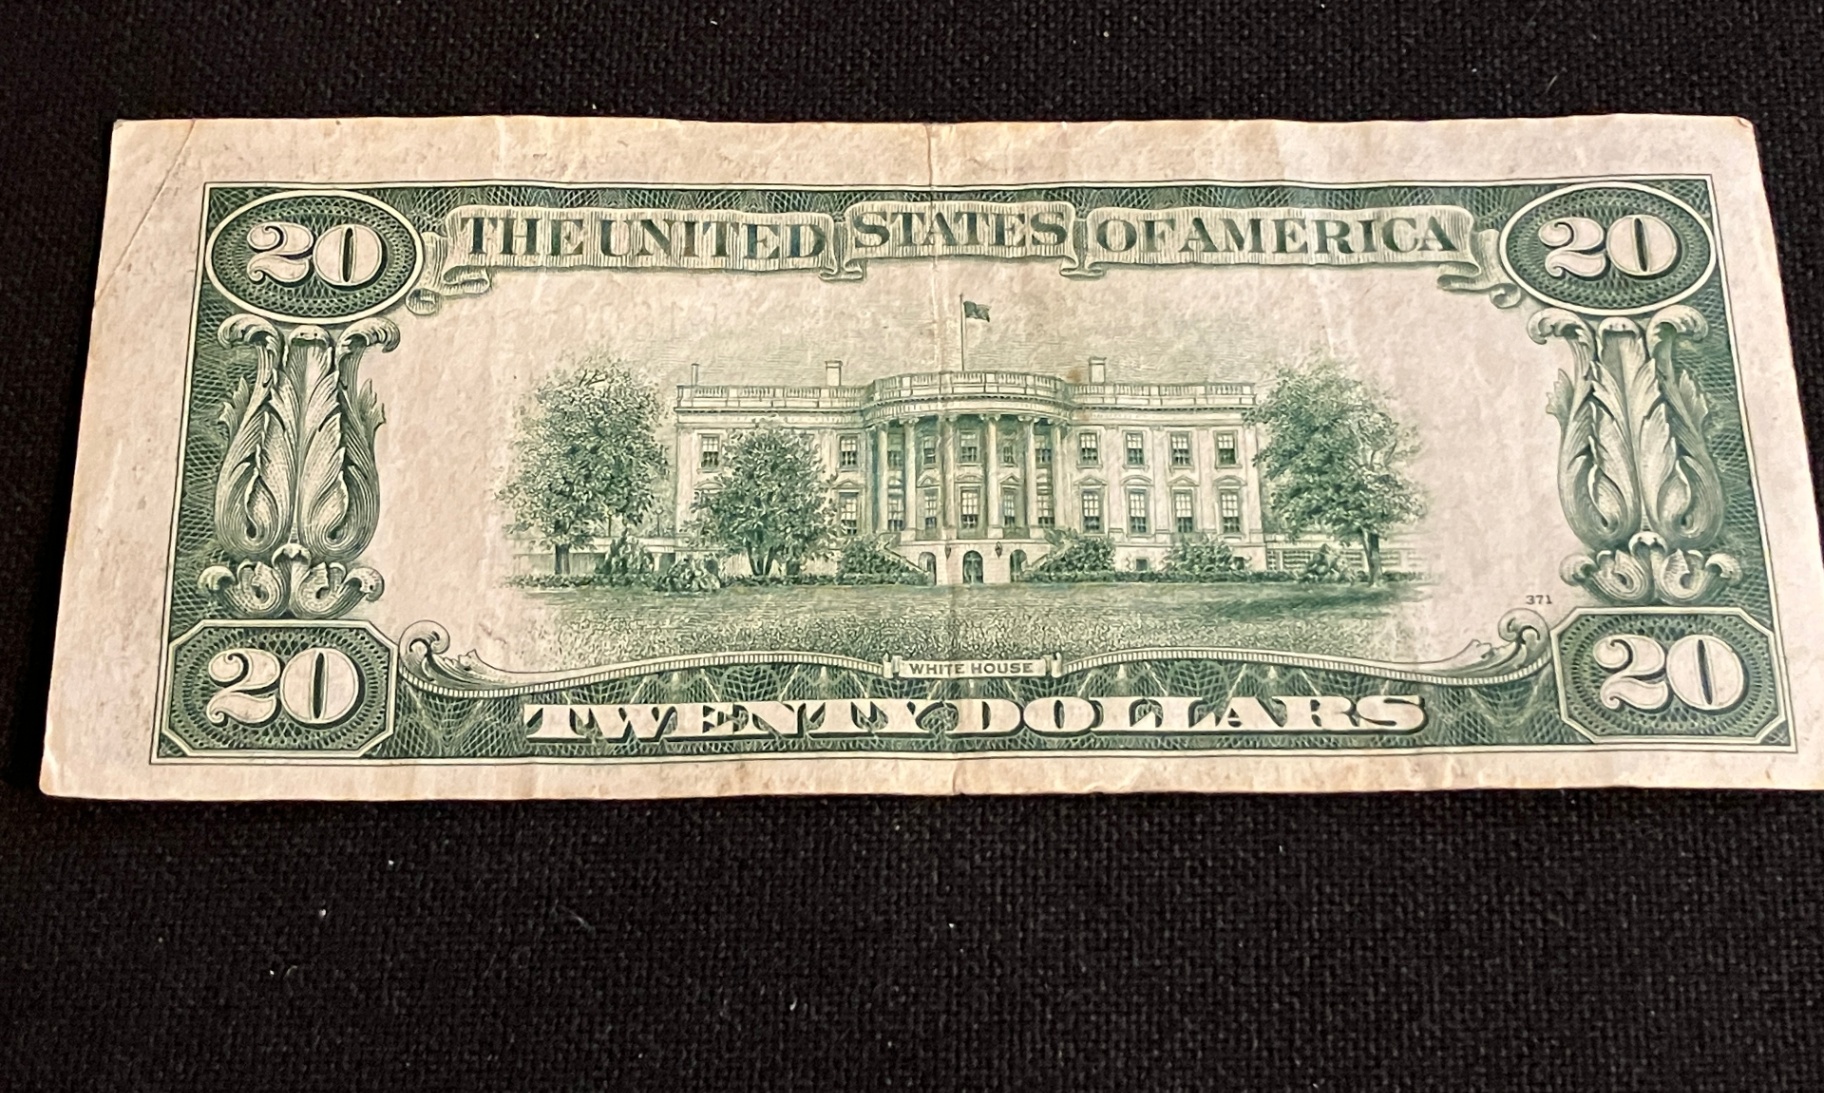 20 THE UNITED STATES OF AMERICA 20
371
WHITE HOUSE
20 TWENTY DOLLARS 20